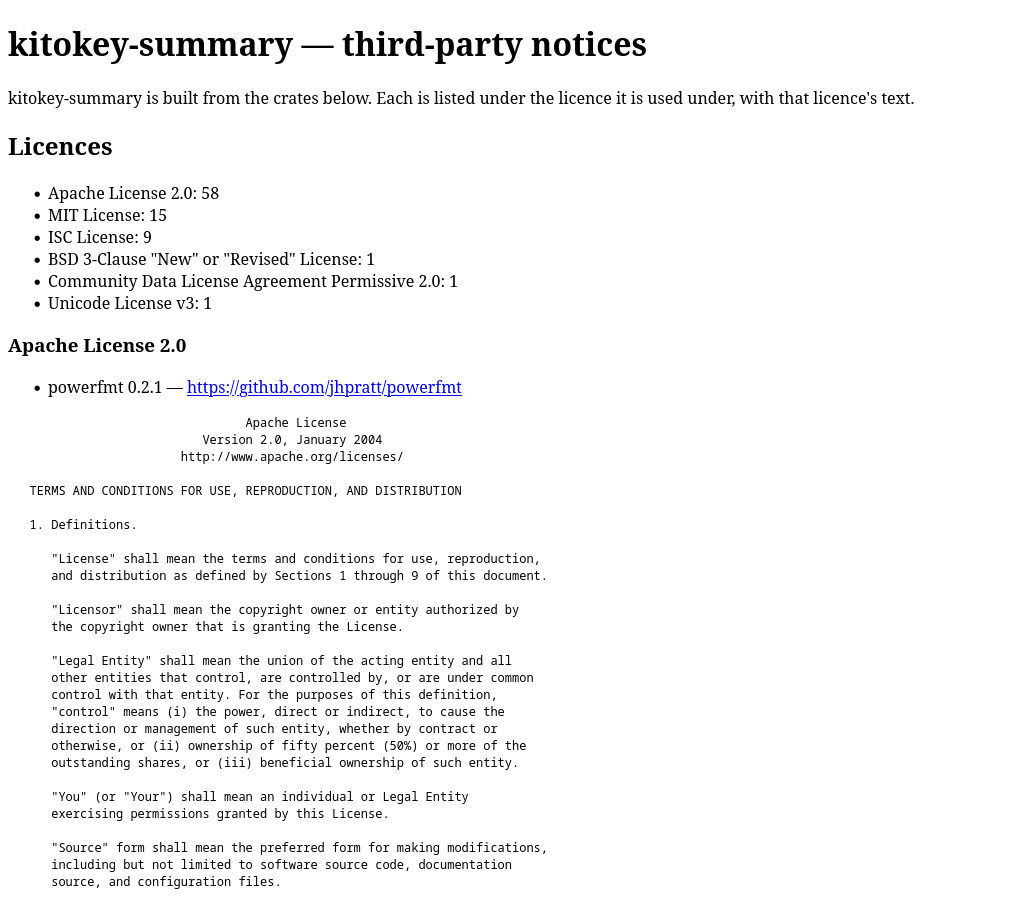 kitokey-summary — third-party notices
kitokey-summary is built from the crates below. Each is listed under the licence it is used under, with that licence's text.
Licences
• Apache License 2.0: 58
• MIT License: 15
• ISC License: 9
• BSD 3-Clause "New" or "Revised" License: 1
• Community Data License Agreement Permissive 2.0: 1
• Unicode License v3: 1
Apache License 2.0
• powerfmt 0.2.1 — https://github.com/jhpratt/powerfmt
Apache License
Version 2.0, January 2004
http://www.apache.org/licenses/
TERMS AND CONDITIONS FOR USE, REPRODUCTION, AND DISTRIBUTION
1. Definitions.
"License" shall mean the terms and conditions for use, reproduction,
and distribution as defined by Sections 1 through 9 of this document.
"Licensor" shall mean the copyright owner or entity authorized by
the copyright owner that is granting the License.
"Legal Entity" shall mean the union of the acting entity and all
other entities that control, are controlled by, or are under common
control with that entity. For the purposes of this definition,
"control" means (i) the power, direct or indirect, to cause the
direction or management of such entity, whether by contract or
otherwise, or (ii) ownership of fifty percent (50%) or more of the
outstanding shares, or (iii) beneficial ownership of such entity.
"You" (or "Your") shall mean an individual or Legal Entity
exercising permissions granted by this License.
"Source" form shall mean the preferred form for making modifications,
including but not limited to software source code, documentation
source, and configuration files.